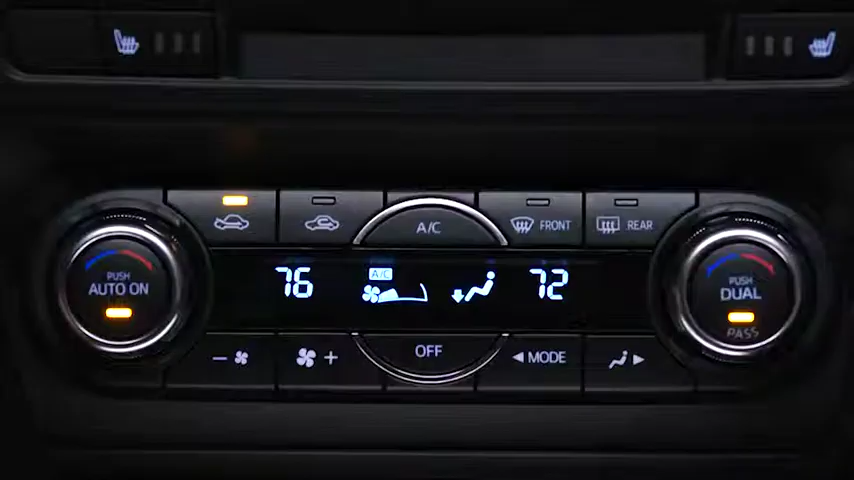 A/C
FRONT
REAR
PUSH
AUTO ON
76
A/C
72
PUSH
DUAL
PASS
− +
OFF
◀ MODE ▶